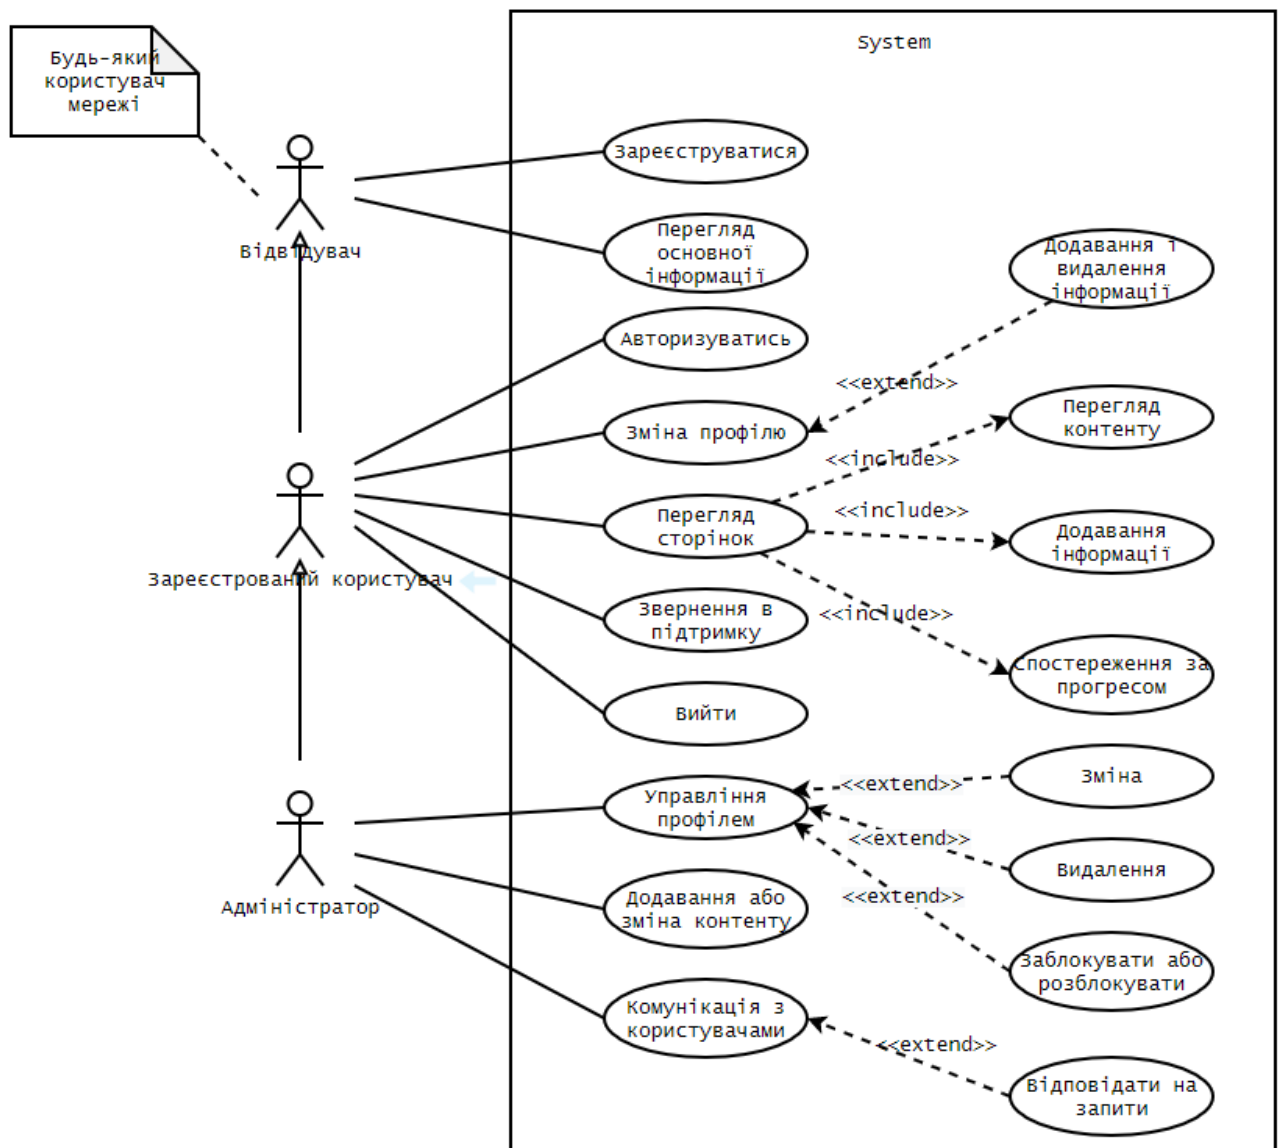 System
Будь-який
користувач
мережі
Зареєструватися
Перегляд
основної
інформації
Додавання і
видалення
інформації
Відвідувач
Авторизуватись
<<extend>>
Зміна профілю
Перегляд
контенту
<<include>>
Перегляд
сторінок
<<include>>
Додавання
інформації
Зареєстрований користувач
Звернення в
підтримку
<<include>>
Спостереження за
прогресом
Вийти
Управління
профілем
<<extend>>
Зміна
<<extend>>
Видалення
<<extend>>
Адміністратор
Додавання або
зміна контенту
Заблокувати або
розблокувати
Комунікація з
користувачами
<<extend>>
Відповідати на
запити